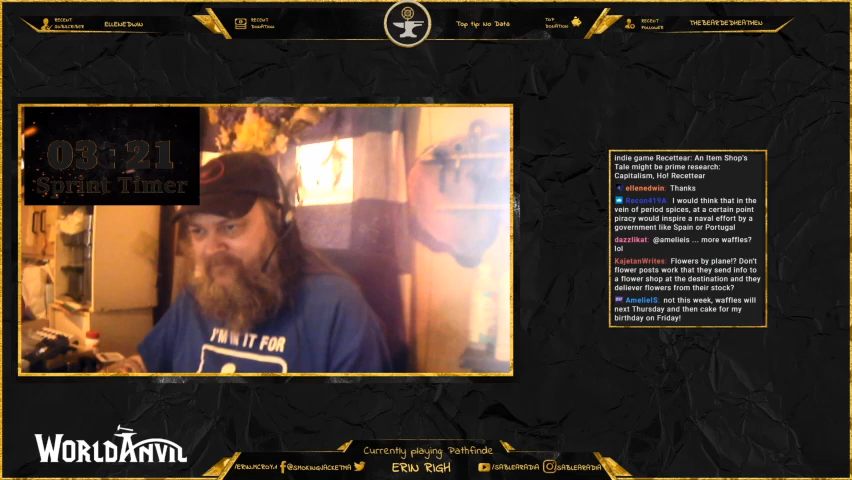 RECENT
SUBSCRIBER
ELLENEDWIN
RECENT
DONATION
Top tip: No Data
TOP
DONATION
RECENT
FOLLOWER
THEBEARDEDHEATHEN
03:21
Sprint Timer
I'M IN IT FOR
indie game Recettear: An Item Shop's
Tale might be prime research:
Capitalism, Ho! Recettear
ellenedwin: Thanks
Racon419A: I would think that in the
vein of period spices, at a certain point
piracy would inspire a naval effort by a
government like Spain or Portugal
dazzlikat: @amelieis ... more waffles?
lol
KajetanWrites: Flowers by plane!? Don't
flower posts work that they send info to
a flower shop at the destination and they
deliever flowers from their stock?
AmelieIS: not this week, waffles will
next Thursday and then cake for my
birthday on Friday!
WORLDANVIL
Currently playing Pathfinde
ERIN RIGH
@SMOKINGJACKETMA
/SABLEARADIA
/SABLEARADIA